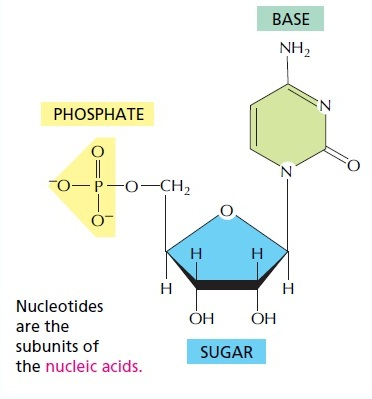 BASE
NH₂
PHOSPHATE
N
O
N
O
⁻O—P—O—CH₂
O⁻
O
H H
H H
OH OH
Nucleotides
are the
subunits of
the nucleic acids.
SUGAR